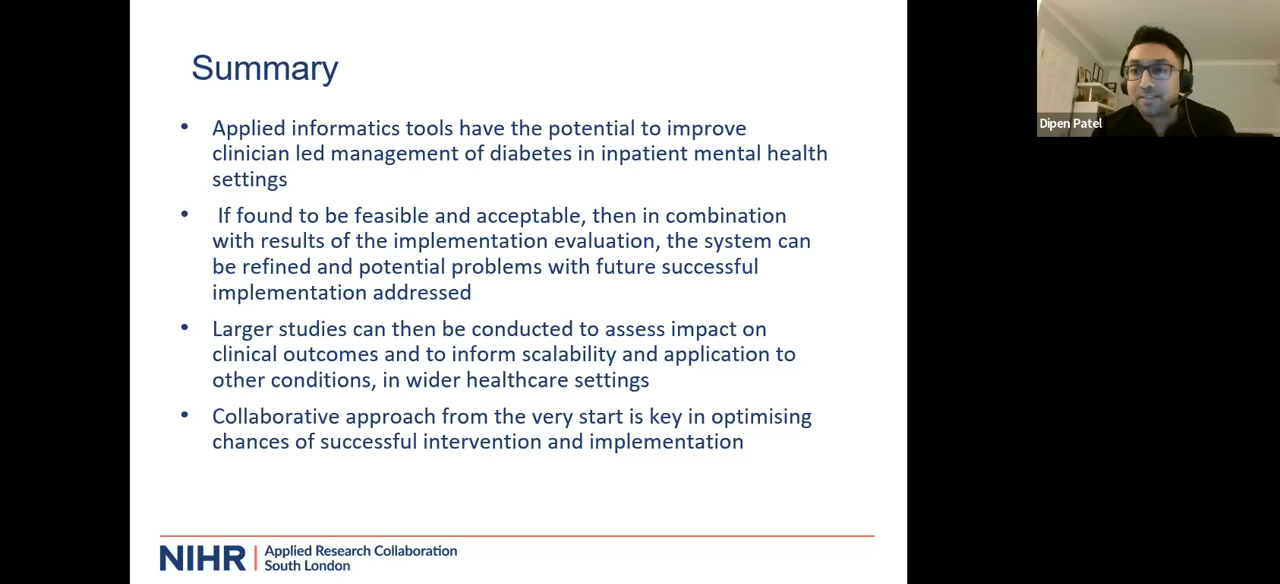 Summary
• Applied informatics tools have the potential to improve
clinician led management of diabetes in inpatient mental health
settings
• If found to be feasible and acceptable, then in combination
with results of the implementation evaluation, the system can
be refined and potential problems with future successful
implementation addressed
• Larger studies can then be conducted to assess impact on
clinical outcomes and to inform scalability and application to
other conditions, in wider healthcare settings
• Collaborative approach from the very start is key in optimising
chances of successful intervention and implementation
NIHR | Applied Research Collaboration
South London
Dipen Patel